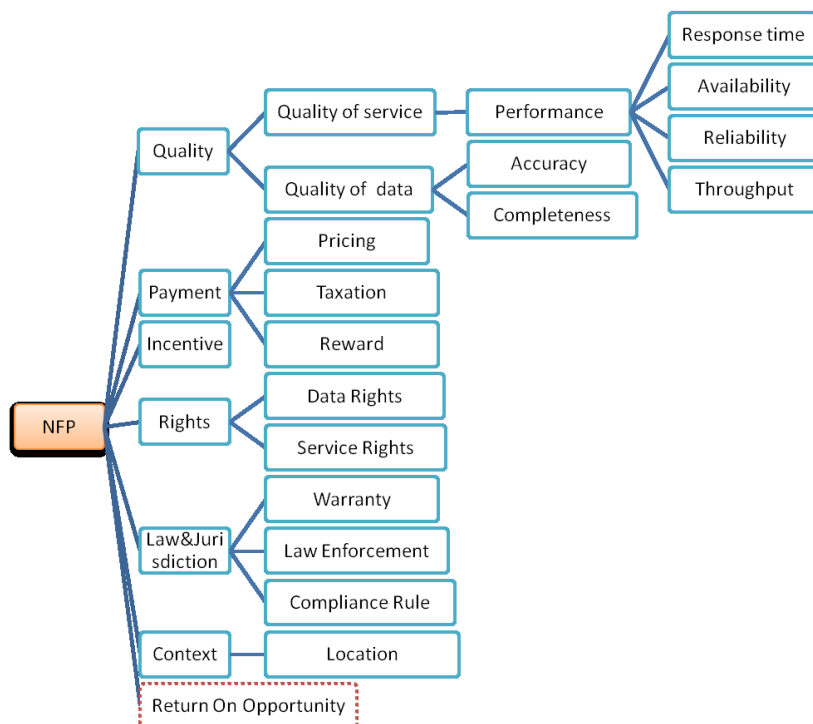 Response time
Availability
Quality of service
Performance
Reliability
Quality
Accuracy
Throughput
Quality of data
Completeness
Pricing
Payment
Taxation
Incentive
Reward
Data Rights
NFP
Rights
Service Rights
Warranty
Law&Juri
sdiction
Law Enforcement
Compliance Rule
Context
Location
Return On Opportunity